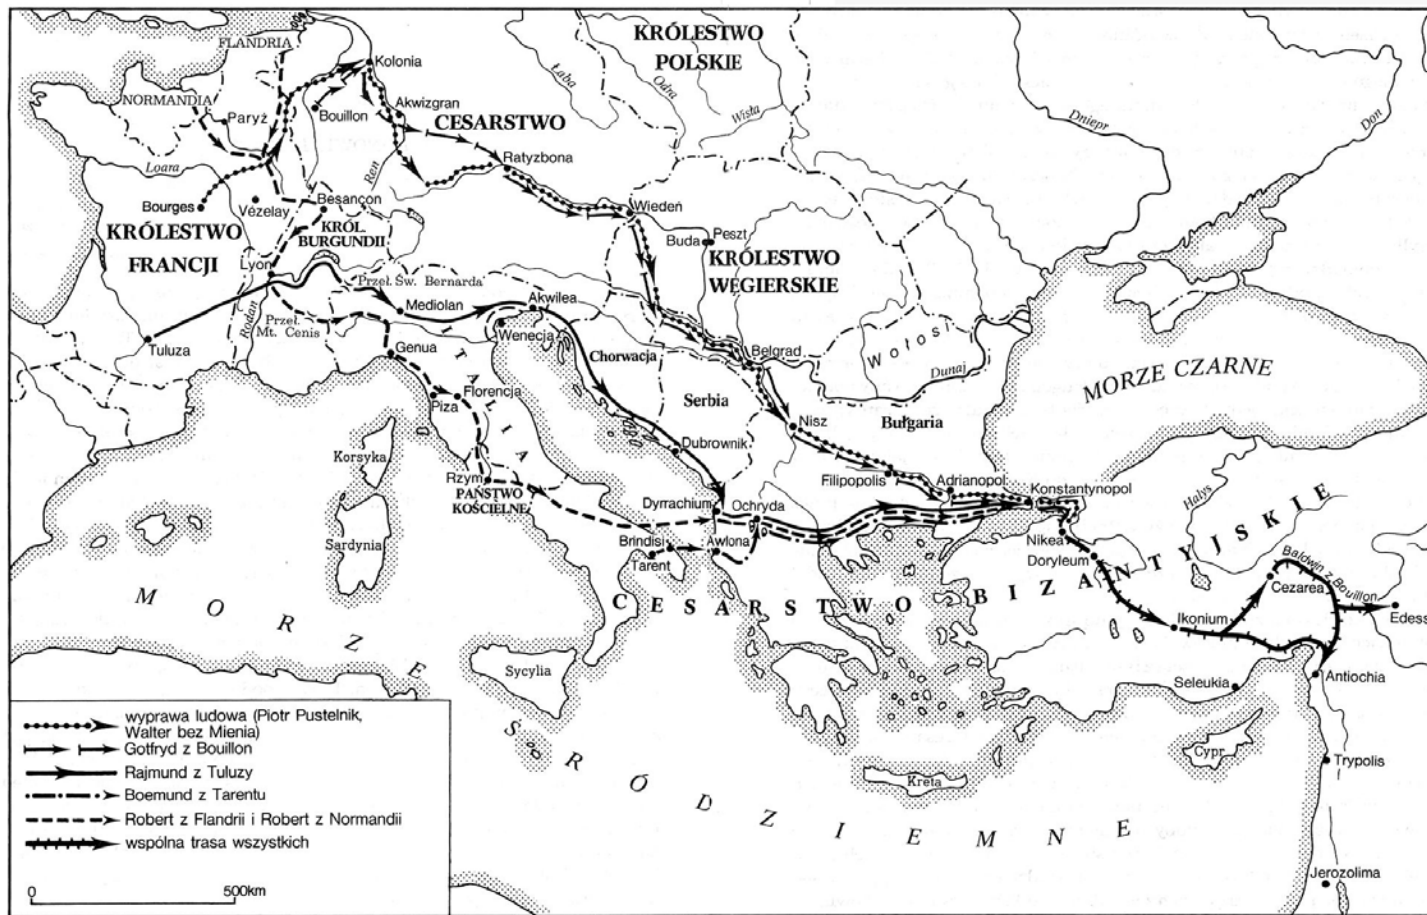 FLANDRIA
KRÓLESTWO
POLSKIE
Kolonia
Łaba
Odra
Wisła
NORMANDIA
Paryż
Bouillon
Akwizgran
CESARSTWO
Dniepr
Don
Loara
Ren
Ratyzbona
Bourges
Vézelay
Besançon
Wiedeń
KRÓLESTWO
FRANCJI
KRÓL.
BURGUNDII
Buda
Peszt
KRÓLESTWO
WĘGIERSKIE
Lyon
Przeł. Św. Bernarda
Mediolan
Akwilea
Rodan
Przeł.
Mt. Cenis
Tuluza
Genua
Wenecja
Chorwacja
Belgrad
Wołosi
Dunaj
MORZE CZARNE
ITALIA
Piza
Florencja
Serbia
Nisz
Bułgaria
Korsyka
Dubrownik
Rzym
PAŃSTWO
KOŚCIELNE
Filipopolis
Adrianopol
Konstantynopol
Halys
Dyrrachium
Ochryda
Sardynia
Brindisi
Tarent
Awlona
Nikea
Doryleum
Baldwin z Bouillon
Cezarea
Edess
CESARSTWO BIZANTYJSKIE
Ikonium
Sycylia
Seleukia
Antiochia
Cypr
Kreta
Trypolis
Jerozolima
MORZE ŚRÓDZIEMNE
wyprawa ludowa (Piotr Pustelnik,
Walter bez Mienia)
Gotfryd z Bouillon
Rajmund z Tuluzy
Boemund z Tarentu
Robert z Flandrii i Robert z Normandii
wspólna trasa wszystkich
0 500km